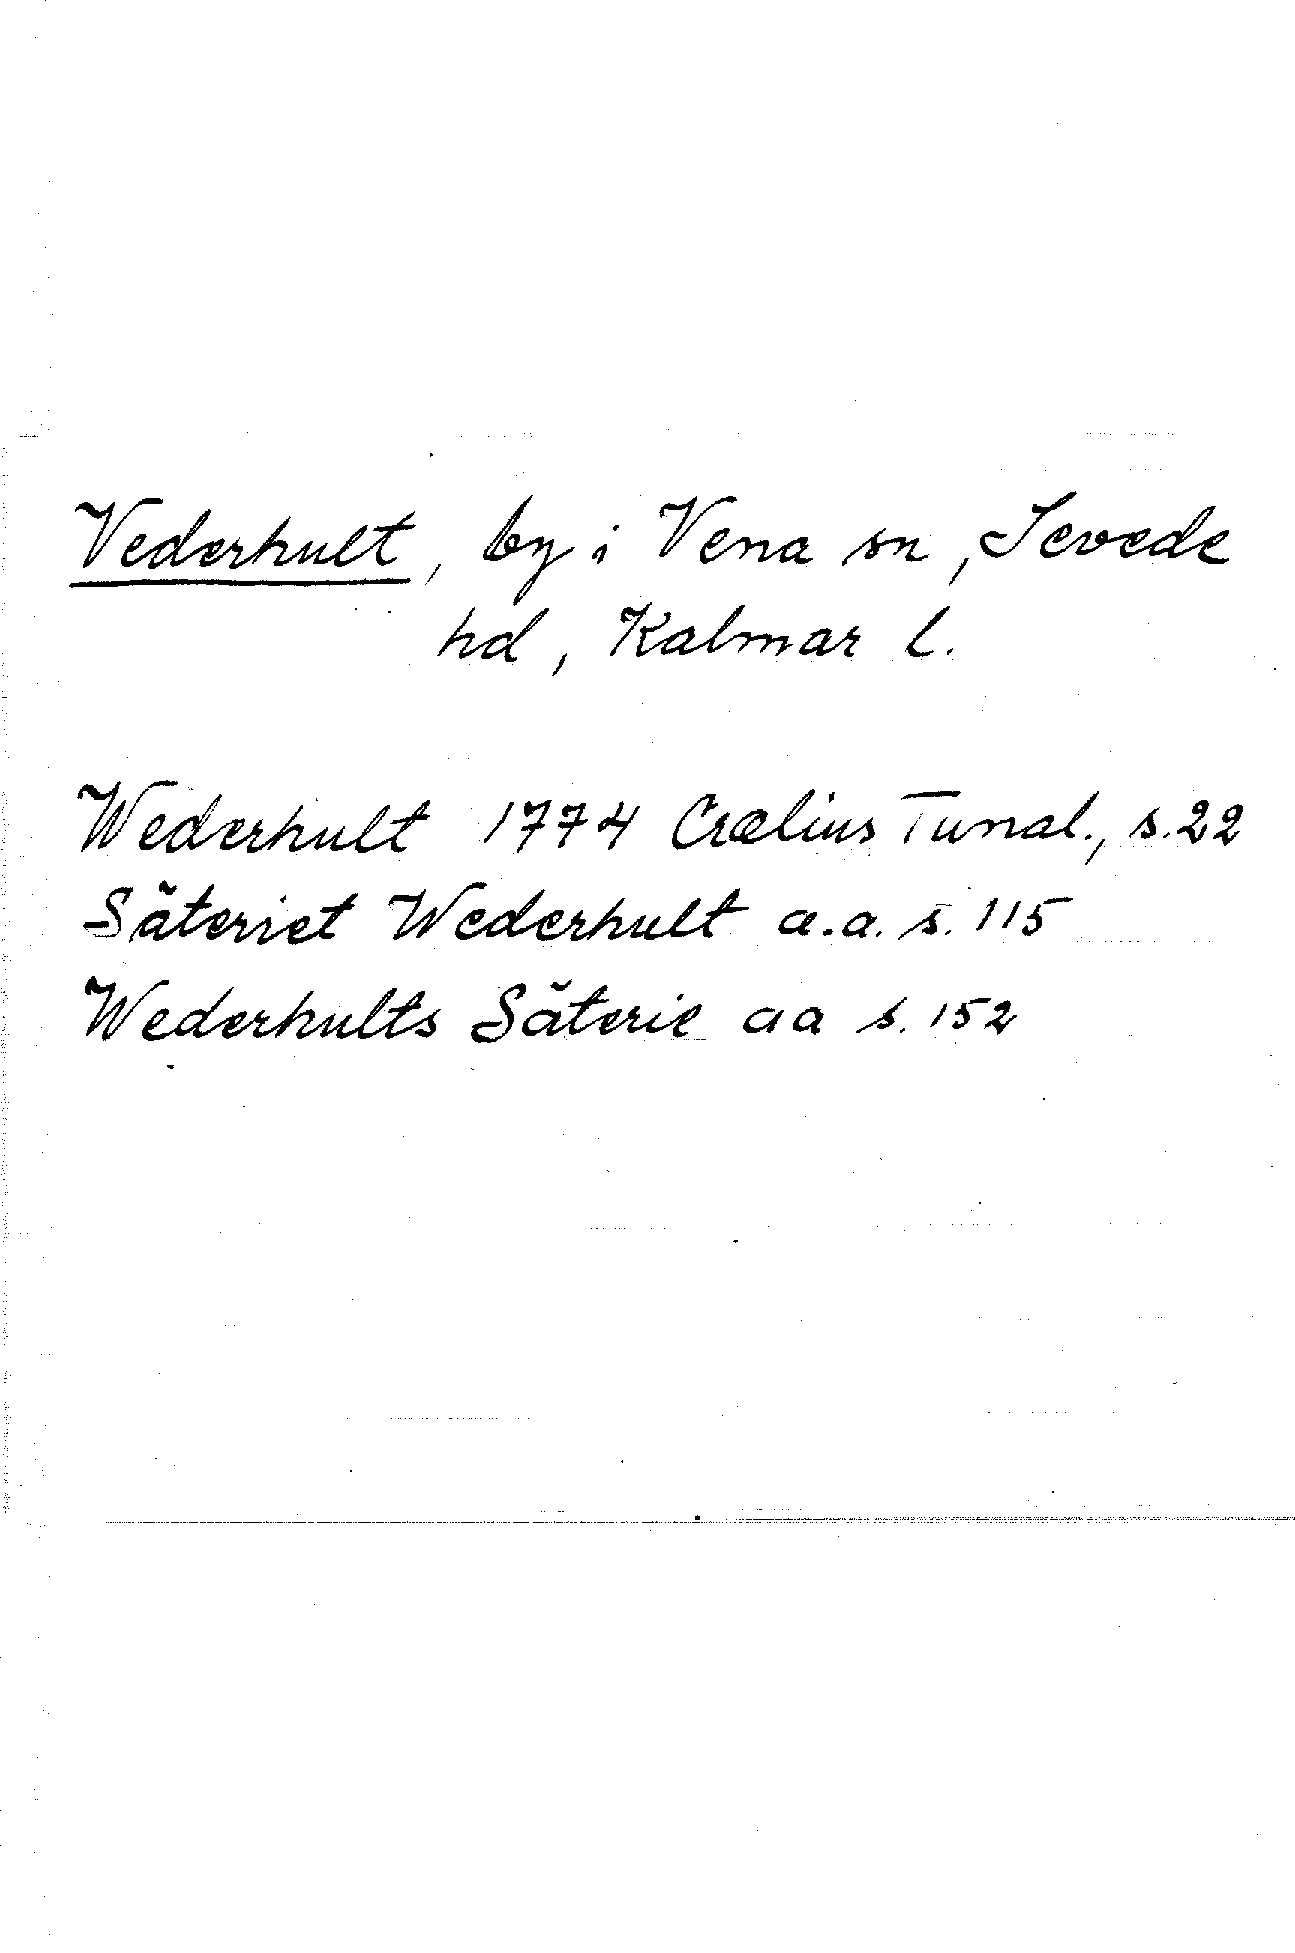 Vederhult, by i Vena sn, Sevede
hd, Kalmar l.
Wederhult 1774 Crælius Tunal., s.22
Säteriet Wederhult a.a. s. 115
Wederhults Säterie aa s. 152